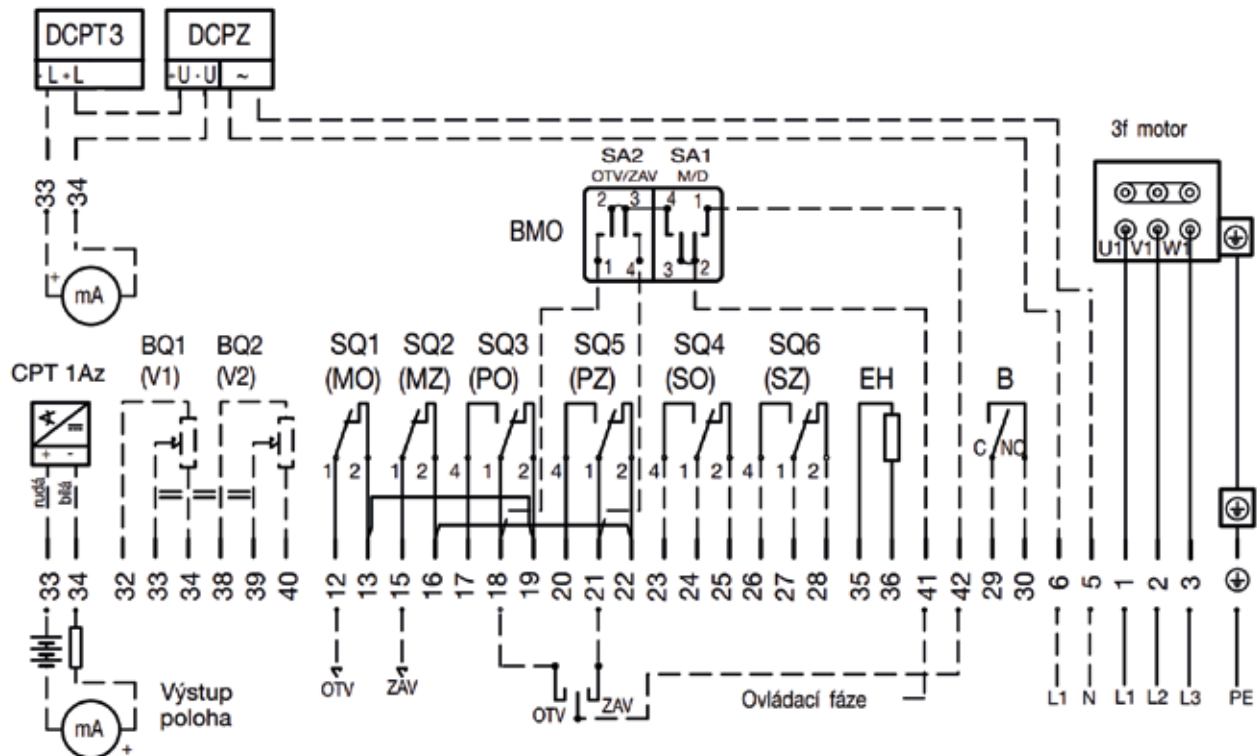 DCPT3 DCPZ
- L + L +U - U ~
3f motor
SA2 SA1
OTV/ZAV M/D
2 3 4 1
BMO
1 4 3 2
U1 V1 W1
33 34
+
mA
BQ1 BQ2 SQ1 SQ2 SQ3 SQ5 SQ4 SQ6
CPT 1Az (V1) (V2) (MO) (MZ) (PO) (PZ) (SO) (SZ) EH B
+ -
C NC
rudá bílá
1 2 1 2 4 1 2 4 1 2 4 1 2 4 1 2
33 34 32 33 34 38 39 40 12 13 15 16 17 18 19 20 21 22 23 24 25 26 27 28 35 36 41 42 29 30 6 5 1 2 3
OTV ZAV
Výstup
poloha
OTV ZAV Ovládací fáze L1 N L1 L2 L3 PE
mA
+